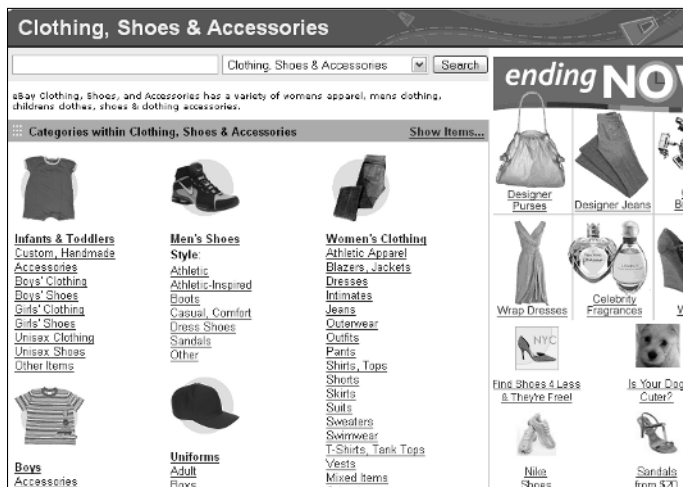 Clothing, Shoes & Accessories
Clothing, Shoes & Accessories
Search
eBay Clothing, Shoes, and Accessories has a variety of womens apparel, mens clothing,
childrens clothes, shoes & clothing accessories.
Categories within Clothing, Shoes & Accessories
Show Items...
Infants & Toddlers
Custom, Handmade
Accessories
Boys' Clothing
Boys' Shoes
Girls' Clothing
Girls' Shoes
Unisex Clothing
Unisex Shoes
Other Items
Boys
Accessories
Men's Shoes
Style:
Athletic
Athletic-Inspired
Boots
Casual, Comfort
Dress Shoes
Sandals
Other
Uniforms
Adult
Boys
Women's Clothing
Athletic Apparel
Blazers, Jackets
Dresses
Intimates
Jeans
Outerwear
Outfits
Pants
Shirts, Tops
Shorts
Skirts
Suits
Sweaters
Swimwear
T-Shirts, Tank Tops
Vests
Mixed Items
ending NO
Designer
Purses
Designer Jeans
Wrap Dresses
Celebrity
Fragrances
NYC
Find Shoes 4 Less
& They're Free!
Is Your Dog
Cuter?
Nike
Shoes
Sandals
from $20